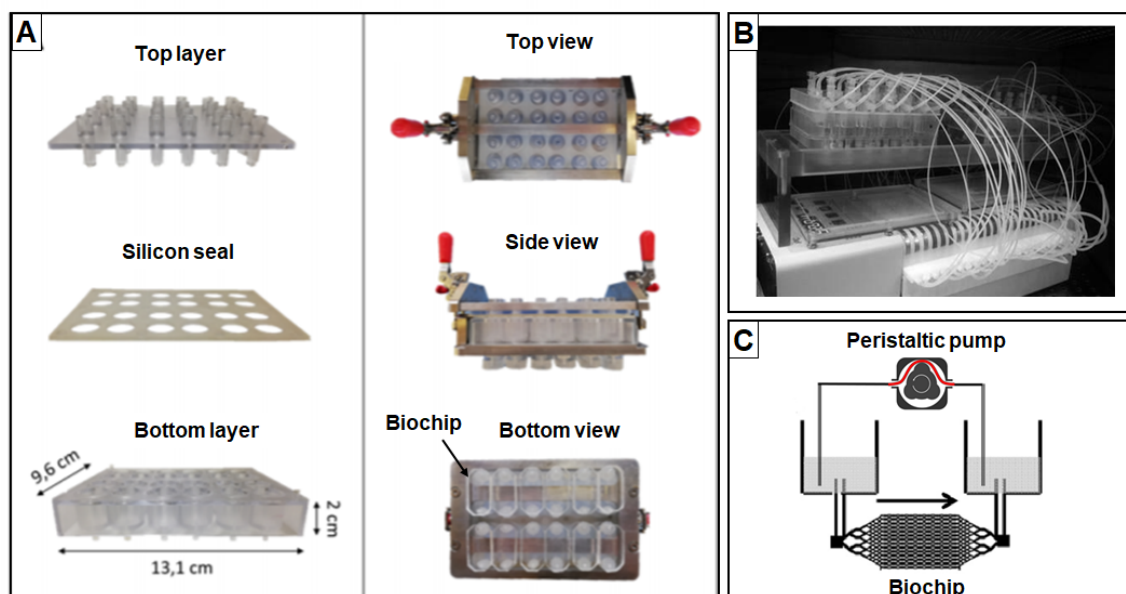 A
Top layer
Silicon seal
Bottom layer
9,6 cm
2 cm
13,1 cm
Top view
Side view
Biochip
Bottom view
B
C
Peristaltic pump
Biochip